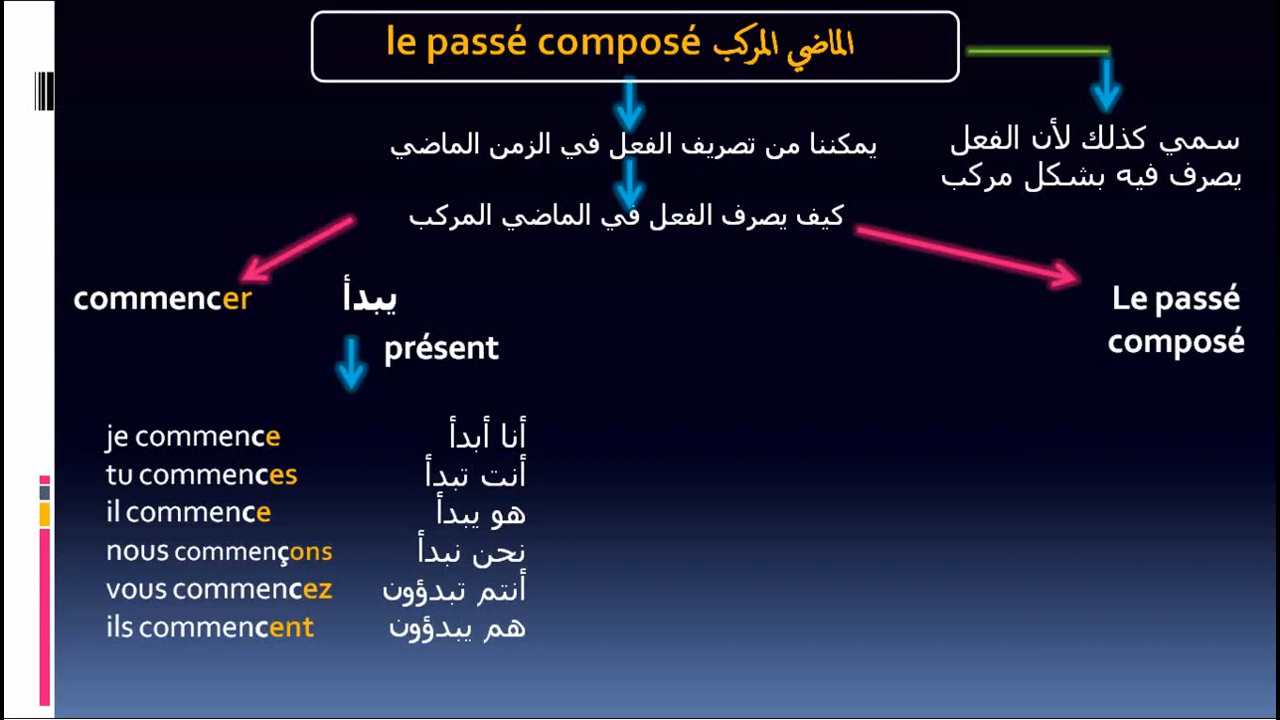 le passé composé الماضي المركب
سمي كذلك لأن الفعل
يصرف فيه بشكل مركب
يمكننا من تصريف الفعل في الزمن الماضي
كيف يصرف الفعل في الماضي المركب
commencer يبدأ
présent
Le passé
composé
je commence أنا أبدأ
tu commences أنت تبدأ
il commence هو يبدأ
nous commençons نحن نبدأ
vous commencez أنتم تبدؤون
ils commencent هم يبدؤون